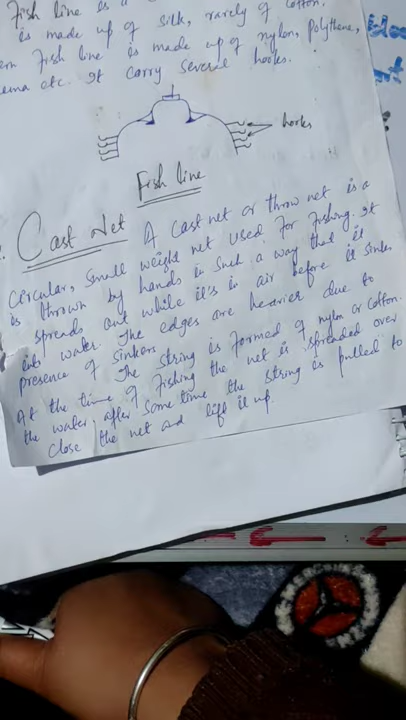 Fish line is a
is made up of silk, rarely of cotton.
Fish line is made up of nylon, polythene,
etc. It carry several hooks.
hooks
Fish line
Cast Net A cast net or throw net is a
circular, small weight net used for fishing. It
is thrown by hands in such a way that it
spreads out while it's in air before it sinks
into water. The edges are heavier due to
presence of sinkers.
The string is formed of nylon or cotton.
At the time of fishing the net is spreaded over
the water, after some time the string is pulled to
close the net and lift it up.